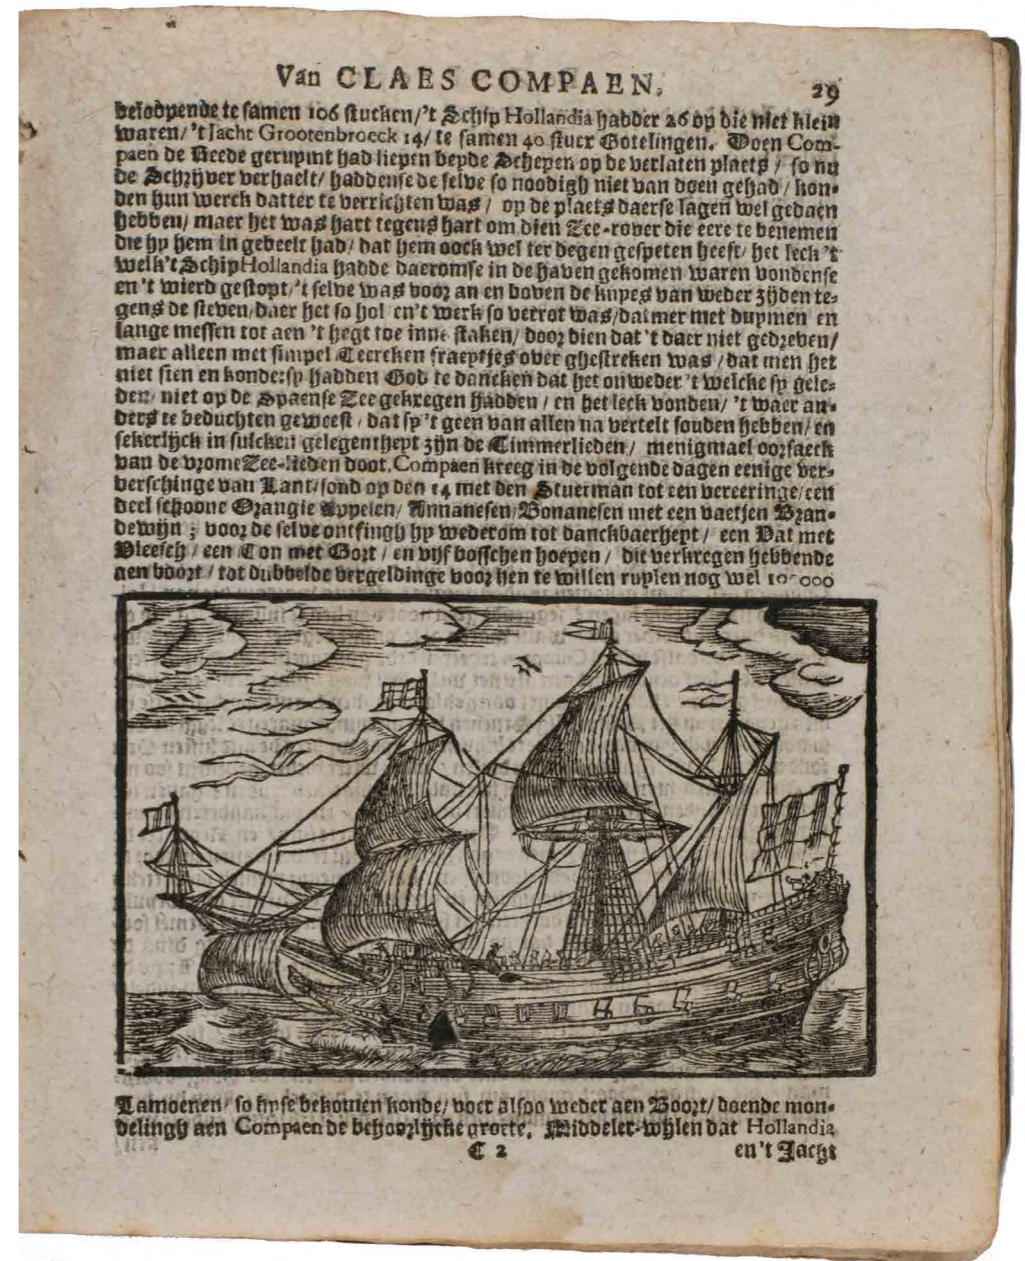 Van CLAES COMPAEN. 29
beloopende te samen 106 stucken/'t Schip Hollandia hadder 26 op die niet klein
waren/'t Jacht Grootenbroeck 14/ te samen 40 stucx Gotelingen. Doen Com-
paen de Reede geruymt had liepen beyde Schepen op de verlaten plaets / so nu
de Schrijver verhaelt/ haddense de selve so noodigh niet van doen gehad / kon-
den hun werck datter te verrichten was / op de plaets daerse lagen wel gedaen
hebben/ maer het was hart tegens hart om dien Zee-rover die eere te benemen
die hy hem in gebeelt had/ dat hem oock wel ter degen gespeten heeft/ het leck 't
welk't Schip Hollandia hadde daeromse in de haven gekomen waren vondense
en 't wierd gestopt/'t selve was voor an en boven de kupes van weder zijden te-
gens de steven/daer het so hol en't werk so verrot was/datmer met duymen en
lange messen tot aen 't hegt toe inne staken/ door dien dat 't daer niet gedreven/
maer alleen met simpel Teereken fraeptjes over ghestreken was /dat men het
niet sien en konde: sy hadden God te dancken dat het onweder 't welcke sy gele-
den/ niet op de Spaense Zee gekregen hadden / en het leck vonden/ 't waer an-
ders te beduchten geweest / dat sy 't geen van allen na vertelt souden hebben/ en
sekerlijck in sulcken gelegentheyt zijn de Timmerlieden / menigmael oorsaeck
van de vrome Zee-lieden doot. Compaen kreeg in de volgende dagen eenige ver-
verschinge van Lant/sond op den 14 met den Stuerman tot een vereeringe/een
deel schoone Orangie Appelen/ Annanesen/Bonanesen met een vaetjen Bran-
dewijn ; voor de selve ontfingh hy wederom tot danckbaerheyt / een Vat met
Vleesch / een Ton met Gort / en vijf bosschen hoepen / dit verkregen hebbende
aen boort / tot dubbelde vergeldinge voor hen te willen ruylen nog wel 10-000
Lamoenen/ so hyse bekomen konde/ voer alsoo weder aen Boort/ doende mon-
delingh aen Compaen de behoorlijcke groete. Middeler-wijlen dat Hollandia
C 2 en't Jacht